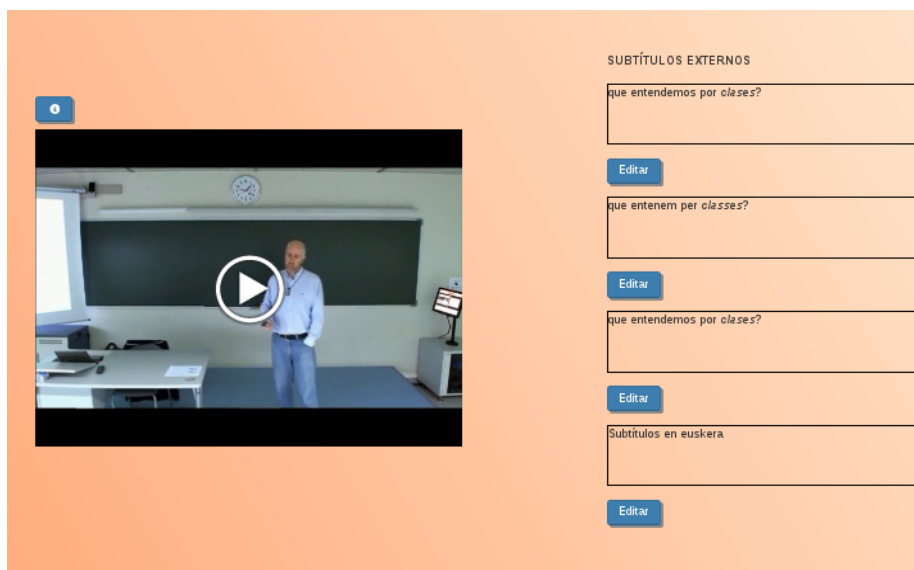 SUBTÍTULOS EXTERNOS
que entendemos por clases?
Editar
que entenem per classes?
Editar
que entendemos por clases?
Editar
Subtítulos en euskera
Editar